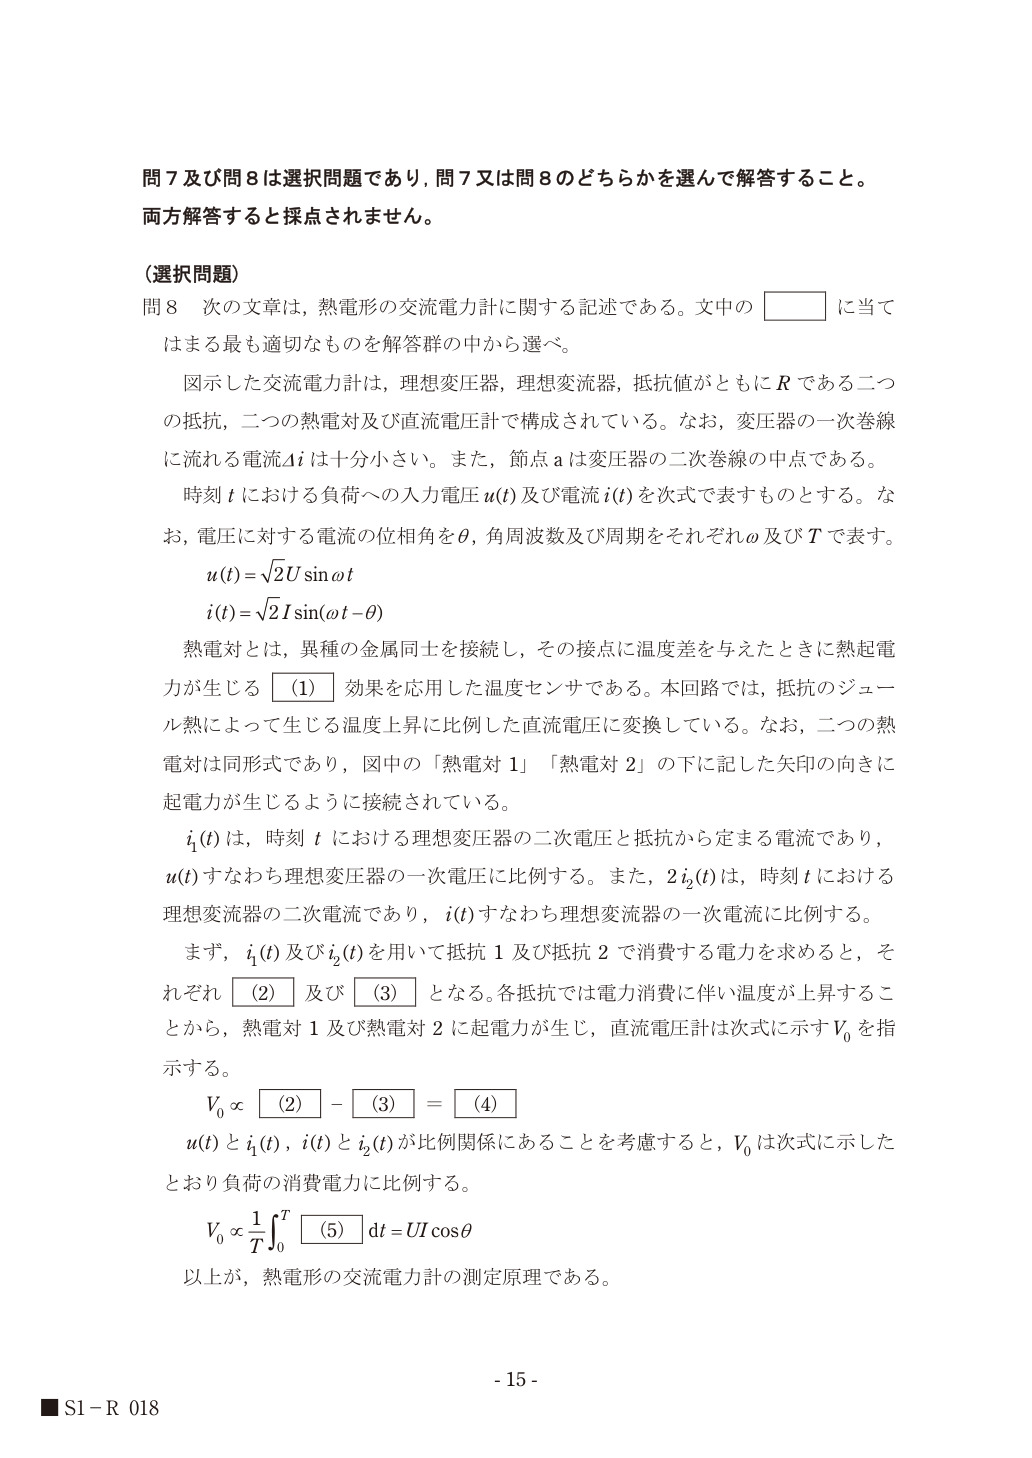 問7及び問8は選択問題であり,問7又は問8のどちらかを選んで解答すること。
両方解答すると採点されません。
(選択問題)
問8 次の文章は,熱電形の交流電力計に関する記述である。文中の に当て
はまる最も適切なものを解答群の中から選べ。
図示した交流電力計は,理想変圧器,理想変流器,抵抗値がともに R である二つ
の抵抗,二つの熱電対及び直流電圧計で構成されている。なお,変圧器の一次巻線
に流れる電流Δi は十分小さい。また,節点 a は変圧器の二次巻線の中点である。
時刻 t における負荷への入力電圧 u(t) 及び電流 i(t) を次式で表すものとする。な
お,電圧に対する電流の位相角をθ,角周波数及び周期をそれぞれω 及び T で表す。
u(t)=√2U sin ωt
i(t)=√2I sin(ωt−θ)
熱電対とは,異種の金属同士を接続し,その接点に温度差を与えたときに熱起電
力が生じる (1) 効果を応用した温度センサである。本回路では,抵抗のジュー
ル熱によって生じる温度上昇に比例した直流電圧に変換している。なお,二つの熱
電対は同形式であり,図中の「熱電対 1」「熱電対 2」の下に記した矢印の向きに
起電力が生じるように接続されている。
i₁(t) は,時刻 t における理想変圧器の二次電圧と抵抗から定まる電流であり,
u(t) すなわち理想変圧器の一次電圧に比例する。また,2i₂(t) は,時刻 t における
理想変流器の二次電流であり,i(t) すなわち理想変流器の一次電流に比例する。
まず,i₁(t) 及び i₂(t) を用いて抵抗 1 及び抵抗 2 で消費する電力を求めると,そ
れぞれ (2) 及び (3) となる。各抵抗では電力消費に伴い温度が上昇するこ
とから,熱電対 1 及び熱電対 2 に起電力が生じ,直流電圧計は次式に示す V₀ を指
示する。
V₀ ∝ (2) − (3) = (4)
u(t) と i₁(t),i(t) と i₂(t) が比例関係にあることを考慮すると,V₀ は次式に示した
とおり負荷の消費電力に比例する。
V₀ ∝ 1/T ∫₀ᵀ (5) dt = UI cos θ
以上が,熱電形の交流電力計の測定原理である。
- 15 -
■ S1−R 018